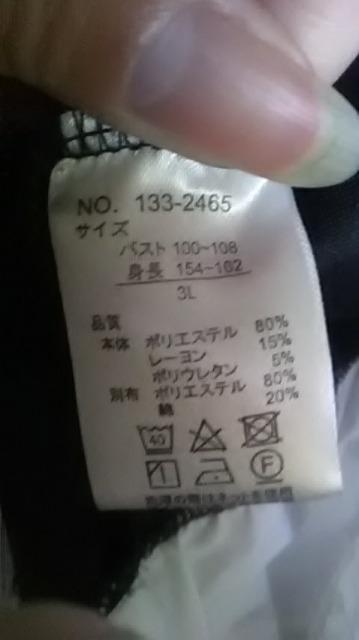 NO. 133-2465
サイズ
バスト 100~108
身長 154~162
3L
品質
本体 ポリエステル 80%
レーヨン 15%
ポリウレタン 5%
別布 ポリエステル 80%
綿 20%
40
F